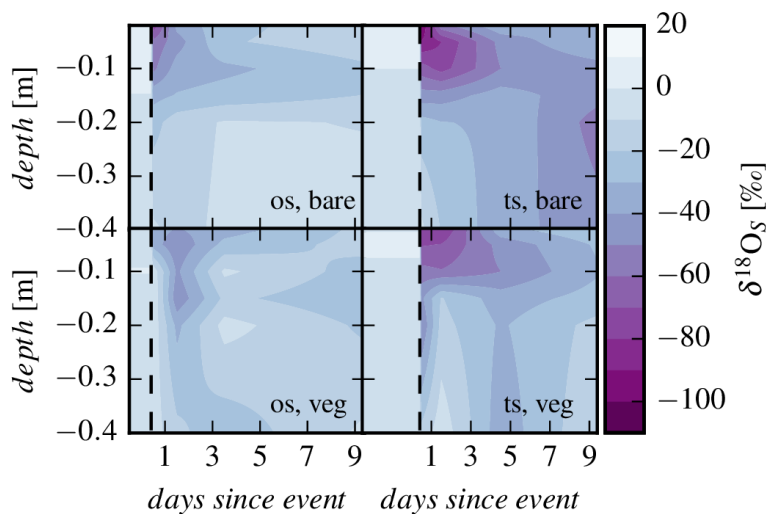 depth [m]
−0.1
−0.2
−0.3
−0.4
os, bare
ts, bare
depth [m]
−0.1
−0.2
−0.3
−0.4
os, veg
ts, veg
1 3 5 7 9
1 3 5 7 9
days since event
days since event
20
0
−20
−40
−60
−80
−100
δ¹⁸O_S [‰]